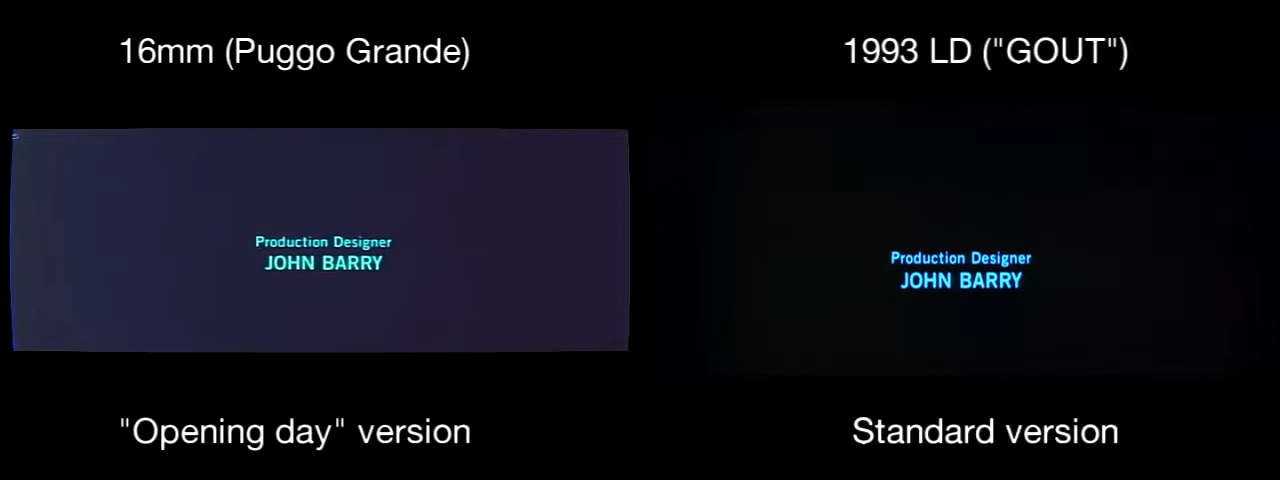 16mm (Puggo Grande)
1993 LD ("GOUT")
Production Designer
JOHN BARRY
Production Designer
JOHN BARRY
"Opening day" version
Standard version